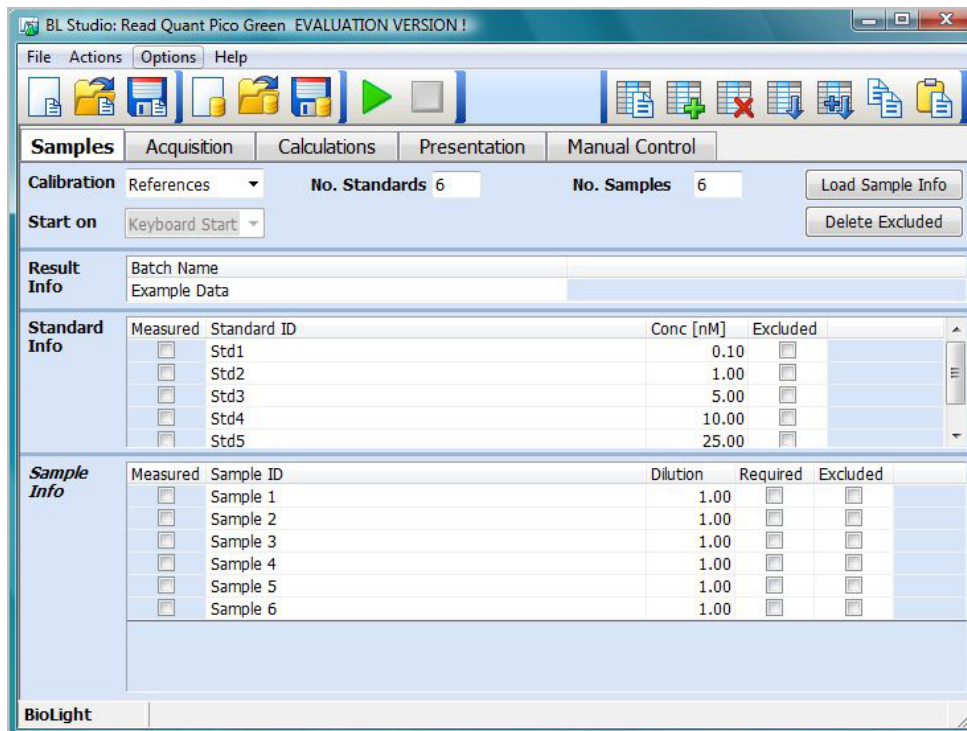 BL Studio: Read Quant Pico Green EVALUATION VERSION !
File Actions Options Help
Samples Acquisition Calculations Presentation Manual Control
Calibration References No. Standards 6 No. Samples 6 Load Sample Info
Start on Keyboard Start Delete Excluded
Result Info Batch Name
Example Data
Standard Info Measured Standard ID Conc [nM] Excluded
Std1 0.10
Std2 1.00
Std3 5.00
Std4 10.00
Std5 25.00
Sample Info Measured Sample ID Dilution Required Excluded
Sample 1 1.00
Sample 2 1.00
Sample 3 1.00
Sample 4 1.00
Sample 5 1.00
Sample 6 1.00
BioLight